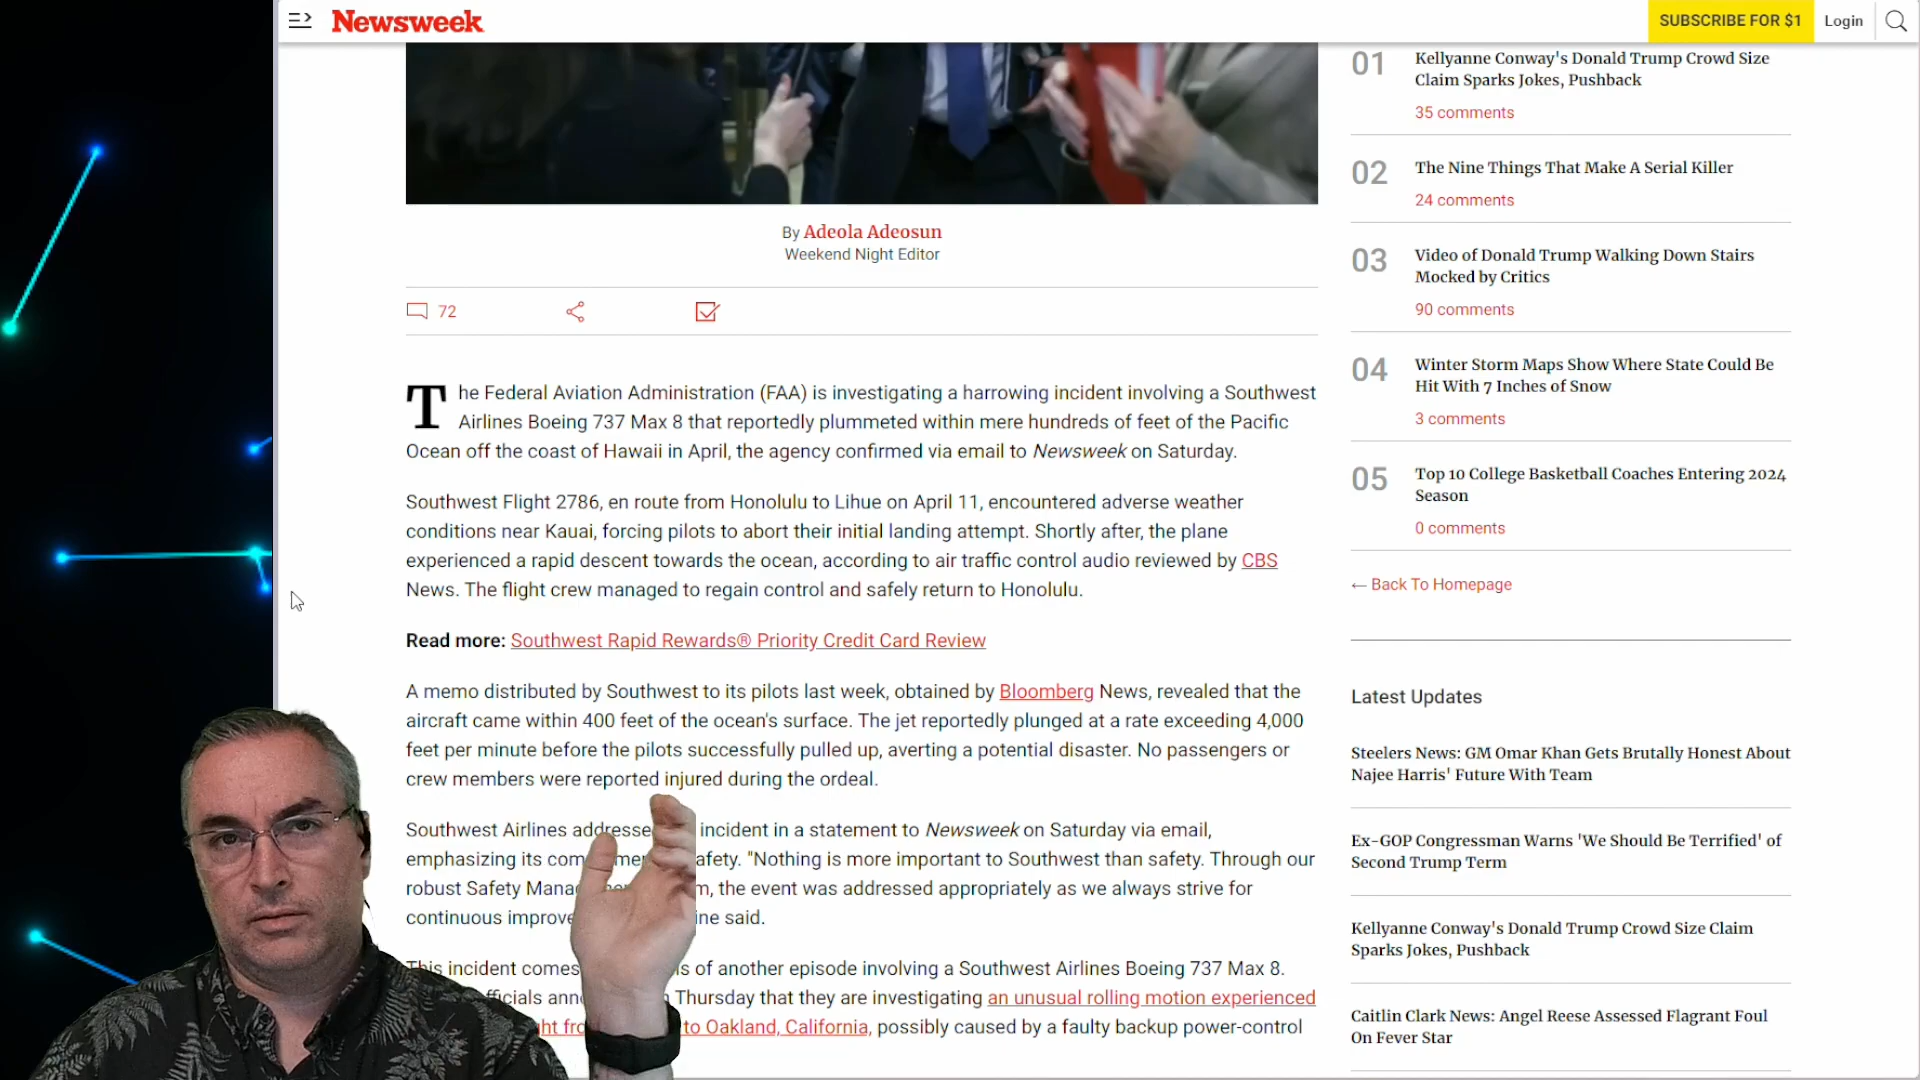 Newsweek
SUBSCRIBE FOR $1
Login
By Adeola Adeosun
Weekend Night Editor
72
The Federal Aviation Administration (FAA) is investigating a harrowing incident involving a Southwest
Airlines Boeing 737 Max 8 that reportedly plummeted within mere hundreds of feet of the Pacific
Ocean off the coast of Hawaii in April, the agency confirmed via email to Newsweek on Saturday.
Southwest Flight 2786, en route from Honolulu to Lihue on April 11, encountered adverse weather
conditions near Kauai, forcing pilots to abort their initial landing attempt. Shortly after, the plane
experienced a rapid descent towards the ocean, according to air traffic control audio reviewed by CBS
News. The flight crew managed to regain control and safely return to Honolulu.
Read more: Southwest Rapid Rewards® Priority Credit Card Review
A memo distributed by Southwest to its pilots last week, obtained by Bloomberg News, revealed that the
aircraft came within 400 feet of the ocean's surface. The jet reportedly plunged at a rate exceeding 4,000
feet per minute before the pilots successfully pulled up, averting a potential disaster. No passengers or
crew members were reported injured during the ordeal.
Southwest Airlines addresse incident in a statement to Newsweek on Saturday via email,
emphasizing its com afety. "Nothing is more important to Southwest than safety. Through our
robust Safety Mana m, the event was addressed appropriately as we always strive for
continuous improve ine said.
This incident comes s of another episode involving a Southwest Airlines Boeing 737 Max 8.
fficials ann Thursday that they are investigating an unusual rolling motion experienced
ht fro to Oakland, California, possibly caused by a faulty backup power-control
01
Kellyanne Conway's Donald Trump Crowd Size
Claim Sparks Jokes, Pushback
35 comments
02
The Nine Things That Make A Serial Killer
24 comments
03
Video of Donald Trump Walking Down Stairs
Mocked by Critics
90 comments
04
Winter Storm Maps Show Where State Could Be
Hit With 7 Inches of Snow
3 comments
05
Top 10 College Basketball Coaches Entering 2024
Season
0 comments
← Back To Homepage
Latest Updates
Steelers News: GM Omar Khan Gets Brutally Honest About
Najee Harris' Future With Team
Ex-GOP Congressman Warns 'We Should Be Terrified' of
Second Trump Term
Kellyanne Conway's Donald Trump Crowd Size Claim
Sparks Jokes, Pushback
Caitlin Clark News: Angel Reese Assessed Flagrant Foul
On Fever Star